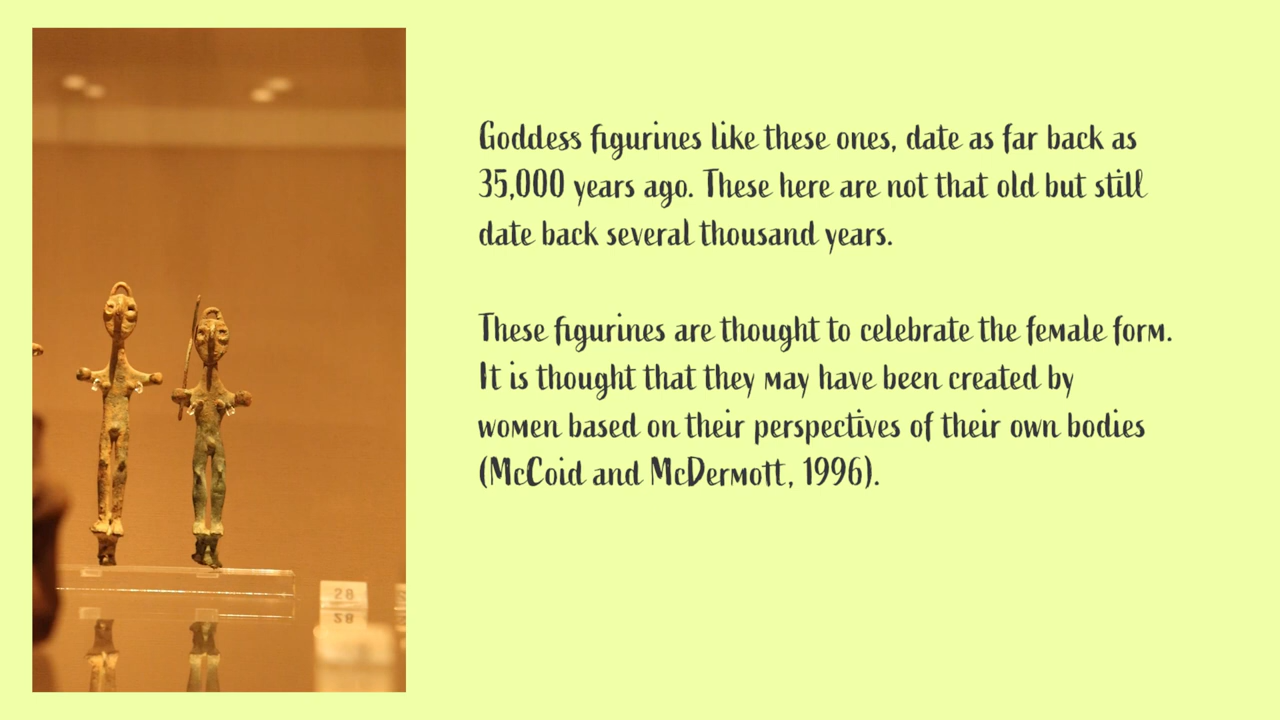 Goddess figurines like these ones, date as far back as
35,000 years ago. These here are not that old but still
date back several thousand years.
These figurines are thought to celebrate the female form.
It is thought that they may have been created by
women based on their perspectives of their own bodies
(McCoid and McDermott, 1996).
28